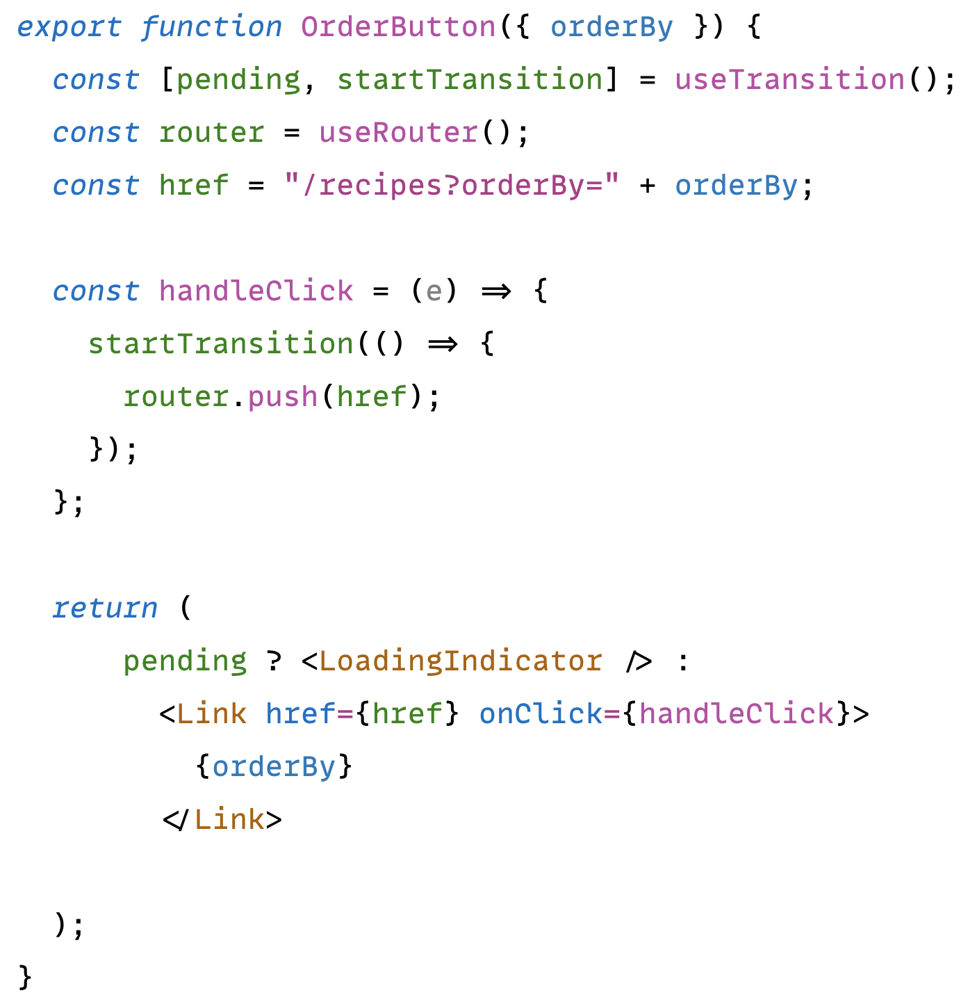 export function OrderButton({ orderBy }) {
  const [pending, startTransition] = useTransition();
  const router = useRouter();
  const href = "/recipes?orderBy=" + orderBy;

  const handleClick = (e) => {
    startTransition(() => {
      router.push(href);
    });
  };

  return (
      pending ? <LoadingIndicator /> :
        <Link href={href} onClick={handleClick}>
          {orderBy}
        </Link>

  );
}